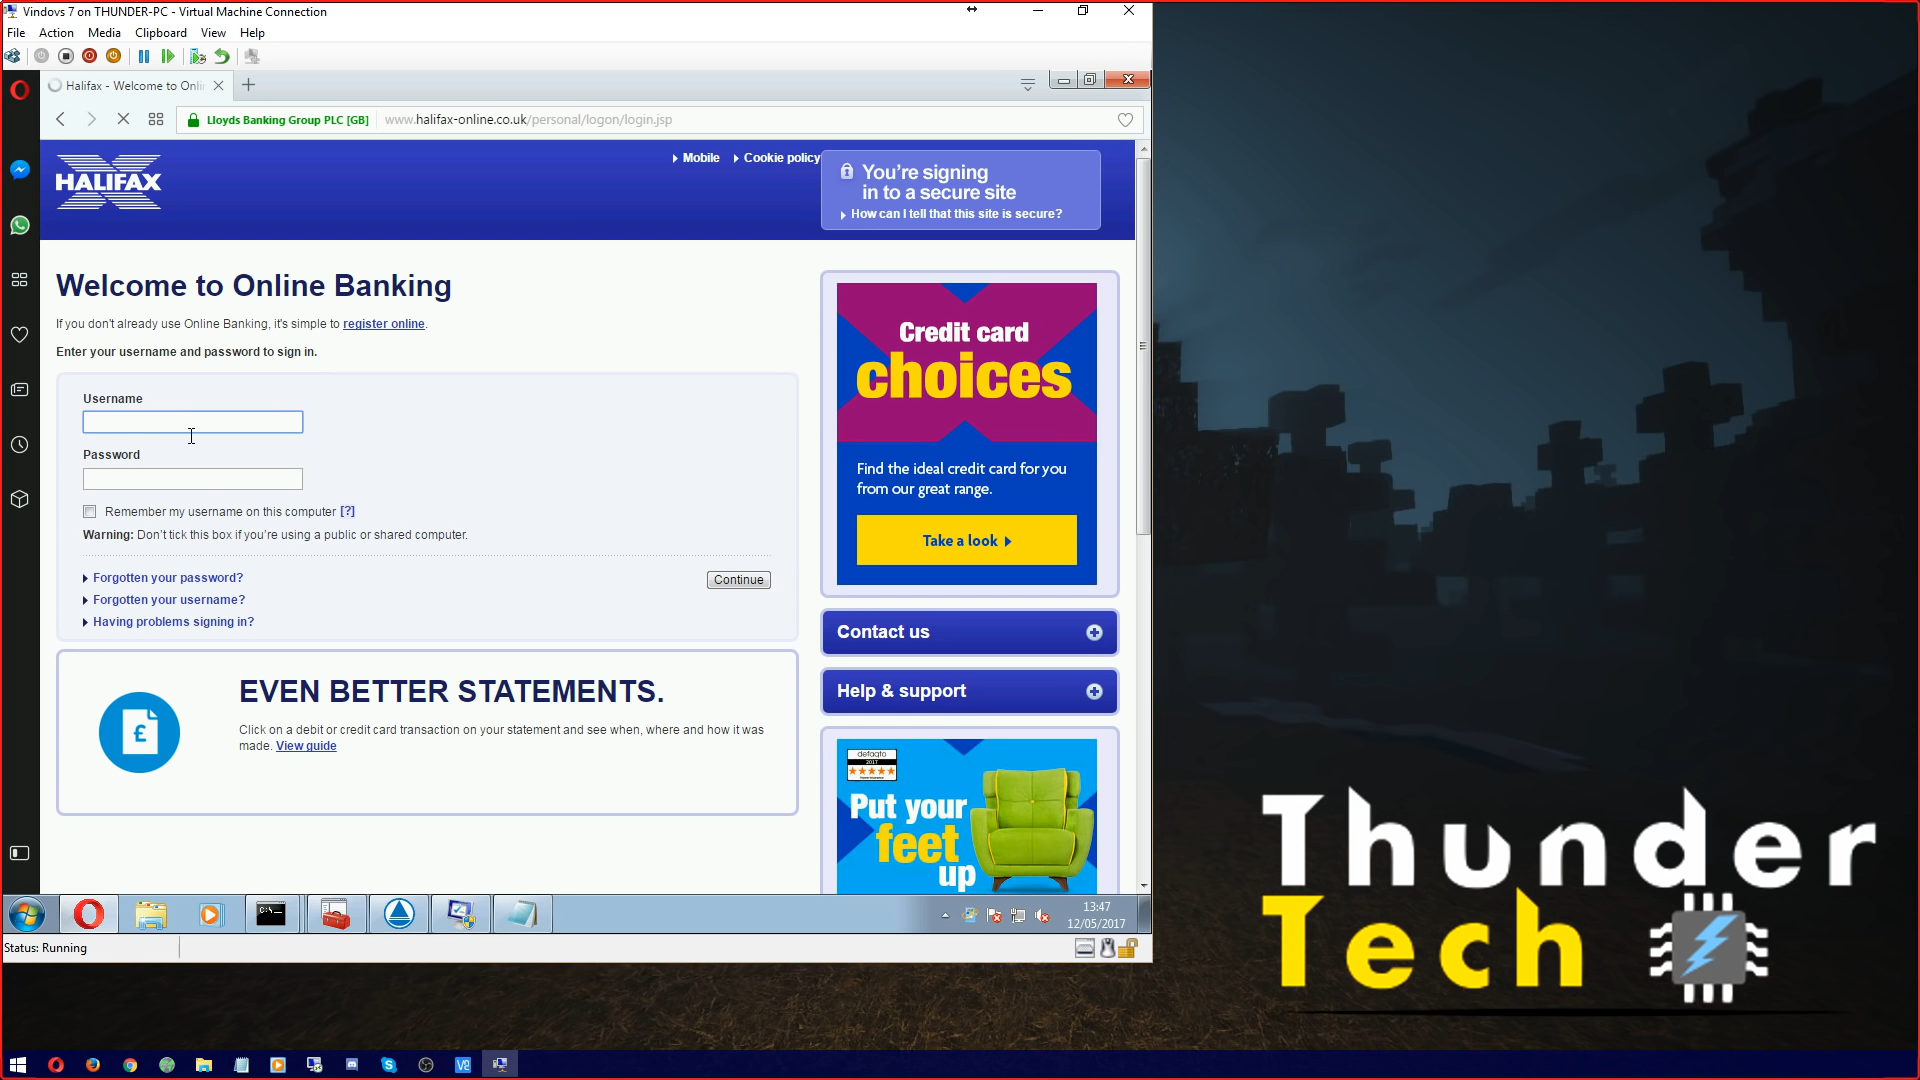 Vindovs 7 on THUNDER-PC - Virtual Machine Connection
File Action Media Clipboard View Help
Halifax - Welcome to Onli
Lloyds Banking Group PLC [GB] www.halifax-online.co.uk/personal/logon/login.jsp
HALIFAX
Mobile Cookie policy
You’re signing
in to a secure site
How can I tell that this site is secure?
Welcome to Online Banking
If you don't already use Online Banking, it's simple to register online.
Enter your username and password to sign in.
Username
Password
Remember my username on this computer [?]
Warning: Don’t tick this box if you’re using a public or shared computer.
Forgotten your password?
Continue
Forgotten your username?
Having problems signing in?
EVEN BETTER STATEMENTS.
£
Click on a debit or credit card transaction on your statement and see when, where and how it was
made. View guide
Credit card
choices
Find the ideal credit card for you
from our great range.
Take a look
Contact us
Help & support
defaqto
2017
Put your
feet
up
C:\_
13:47
12/05/2017
Status: Running
Thunder
Tech